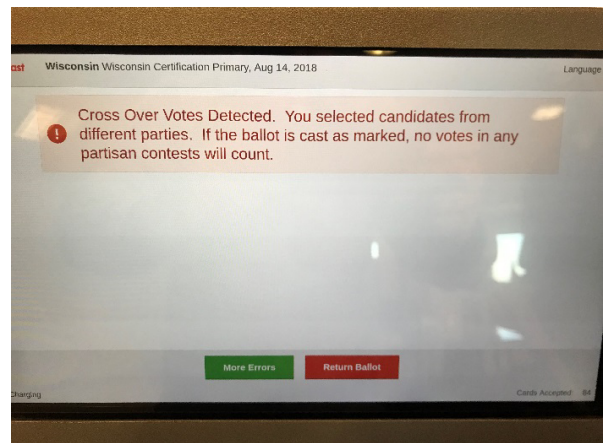 ast Wisconsin Wisconsin Certification Primary, Aug 14, 2018 Language
Cross Over Votes Detected. You selected candidates from
different parties. If the ballot is cast as marked, no votes in any
partisan contests will count.
More Errors Return Ballot
Charging Cards Accepted 84